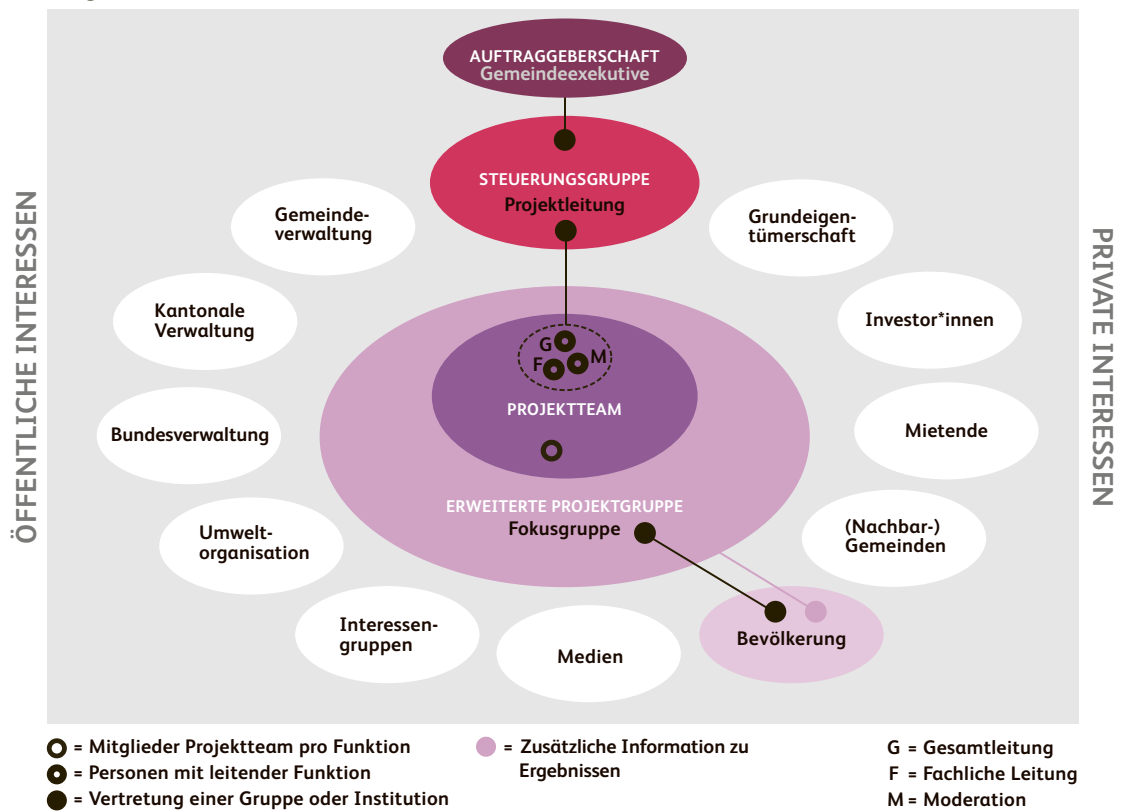 AUFTRAGGEBERSCHAFT
Gemeindeexekutive
STEUERUNGSGRUPPE
Projektleitung
ÖFFENTLICHE INTERESSEN
PRIVATE INTERESSEN
Gemeinde-
verwaltung
Grundeigen-
tümerschaft
Kantonale
Verwaltung
Investor*innen
G
M
F
PROJEKTTEAM
Bundesverwaltung
Mietende
ERWEITERTE PROJEKTGRUPPE
Fokusgruppe
Umwelt-
organisation
(Nachbar-)
Gemeinden
Interessen-
gruppen
Medien
Bevölkerung
= Mitglieder Projektteam pro Funktion
= Personen mit leitender Funktion
= Vertretung einer Gruppe oder Institution
= Zusätzliche Information zu
Ergebnissen
G = Gesamtleitung
F = Fachliche Leitung
M = Moderation